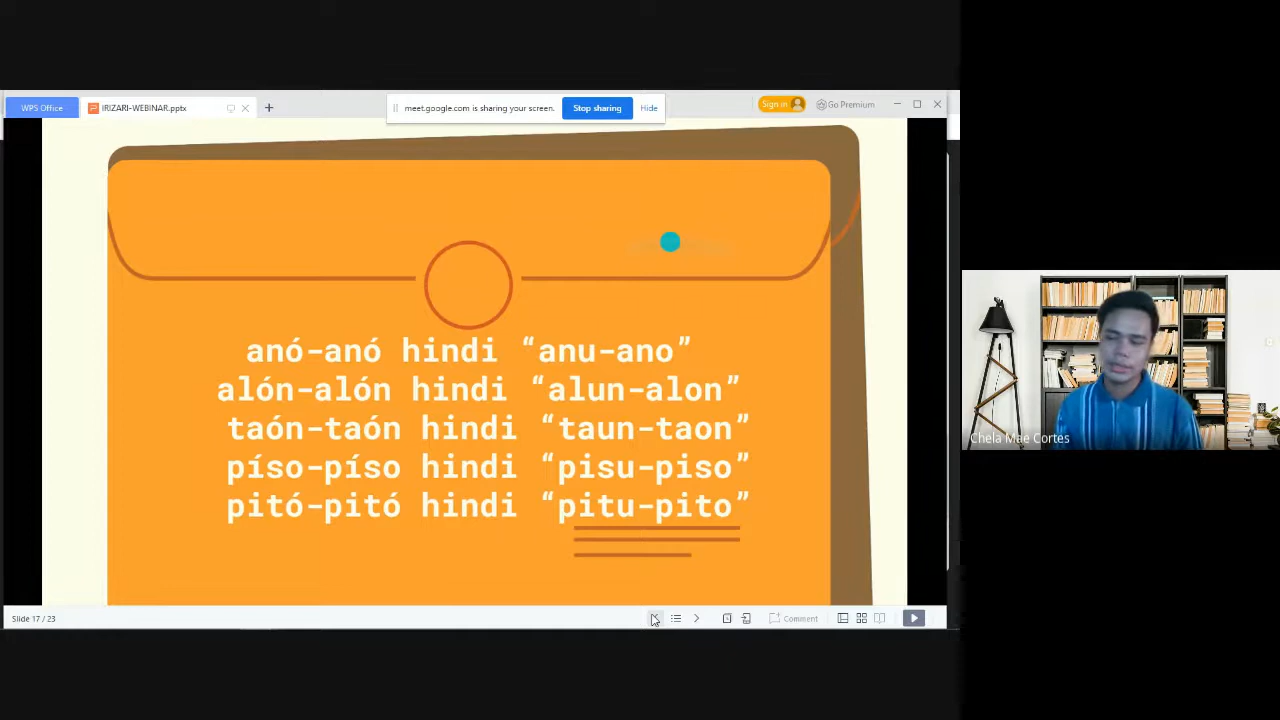 WPS Office
IRIZARI-WEBINAR.pptx
meet.google.com is sharing your screen.
Stop sharing
Hide
Sign in
Go Premium
anó-anó hindi “anu-ano”
alón-alón hindi “alun-alon”
taón-taón hindi “taun-taon”
píso-píso hindi “pisu-piso”
pitó-pitó hindi “pitu-pito”
Chela Mae Cortes
Slide 17 / 23
Comment